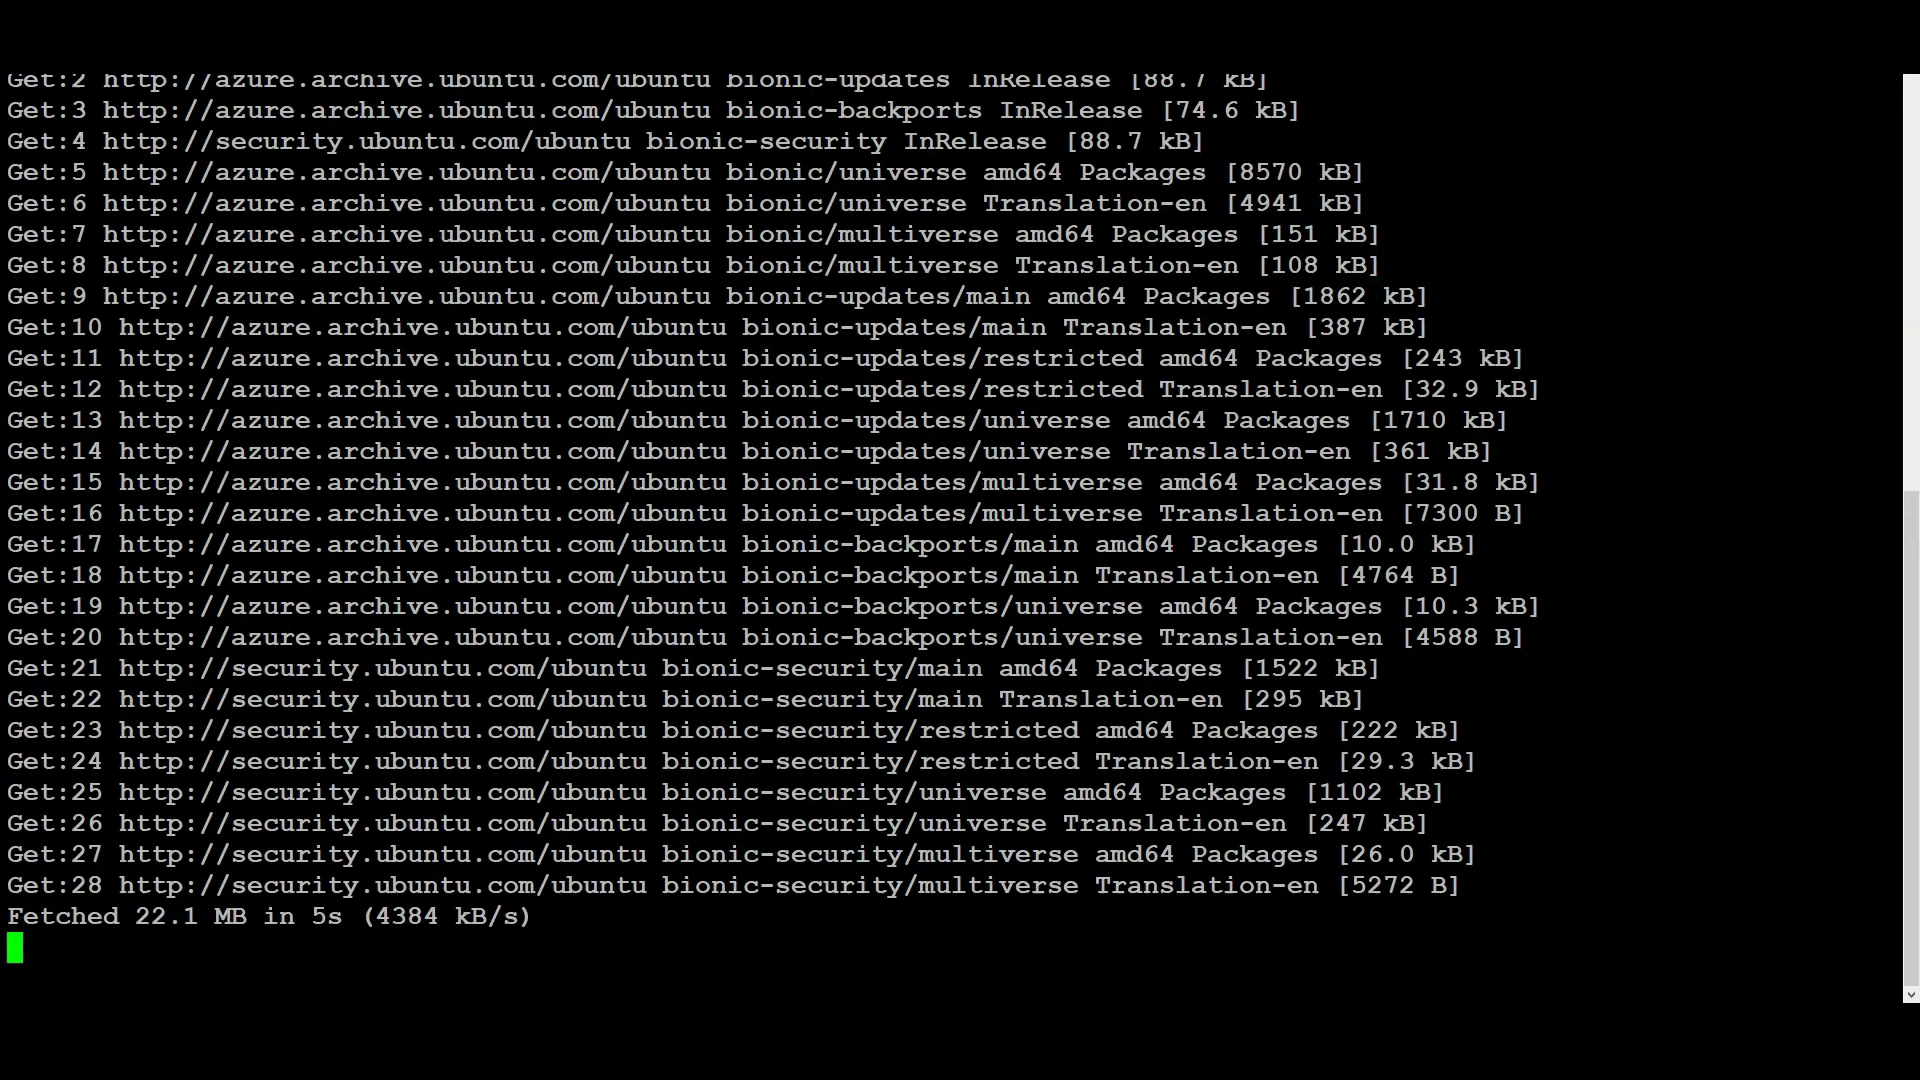 Get:2 http://azure.archive.ubuntu.com/ubuntu bionic-updates InRelease [88.7 kB]
Get:3 http://azure.archive.ubuntu.com/ubuntu bionic-backports InRelease [74.6 kB]
Get:4 http://security.ubuntu.com/ubuntu bionic-security InRelease [88.7 kB]
Get:5 http://azure.archive.ubuntu.com/ubuntu bionic/universe amd64 Packages [8570 kB]
Get:6 http://azure.archive.ubuntu.com/ubuntu bionic/universe Translation-en [4941 kB]
Get:7 http://azure.archive.ubuntu.com/ubuntu bionic/multiverse amd64 Packages [151 kB]
Get:8 http://azure.archive.ubuntu.com/ubuntu bionic/multiverse Translation-en [108 kB]
Get:9 http://azure.archive.ubuntu.com/ubuntu bionic-updates/main amd64 Packages [1862 kB]
Get:10 http://azure.archive.ubuntu.com/ubuntu bionic-updates/main Translation-en [387 kB]
Get:11 http://azure.archive.ubuntu.com/ubuntu bionic-updates/restricted amd64 Packages [243 kB]
Get:12 http://azure.archive.ubuntu.com/ubuntu bionic-updates/restricted Translation-en [32.9 kB]
Get:13 http://azure.archive.ubuntu.com/ubuntu bionic-updates/universe amd64 Packages [1710 kB]
Get:14 http://azure.archive.ubuntu.com/ubuntu bionic-updates/universe Translation-en [361 kB]
Get:15 http://azure.archive.ubuntu.com/ubuntu bionic-updates/multiverse amd64 Packages [31.8 kB]
Get:16 http://azure.archive.ubuntu.com/ubuntu bionic-updates/multiverse Translation-en [7300 B]
Get:17 http://azure.archive.ubuntu.com/ubuntu bionic-backports/main amd64 Packages [10.0 kB]
Get:18 http://azure.archive.ubuntu.com/ubuntu bionic-backports/main Translation-en [4764 B]
Get:19 http://azure.archive.ubuntu.com/ubuntu bionic-backports/universe amd64 Packages [10.3 kB]
Get:20 http://azure.archive.ubuntu.com/ubuntu bionic-backports/universe Translation-en [4588 B]
Get:21 http://security.ubuntu.com/ubuntu bionic-security/main amd64 Packages [1522 kB]
Get:22 http://security.ubuntu.com/ubuntu bionic-security/main Translation-en [295 kB]
Get:23 http://security.ubuntu.com/ubuntu bionic-security/restricted amd64 Packages [222 kB]
Get:24 http://security.ubuntu.com/ubuntu bionic-security/restricted Translation-en [29.3 kB]
Get:25 http://security.ubuntu.com/ubuntu bionic-security/universe amd64 Packages [1102 kB]
Get:26 http://security.ubuntu.com/ubuntu bionic-security/universe Translation-en [247 kB]
Get:27 http://security.ubuntu.com/ubuntu bionic-security/multiverse amd64 Packages [26.0 kB]
Get:28 http://security.ubuntu.com/ubuntu bionic-security/multiverse Translation-en [5272 B]
Fetched 22.1 MB in 5s (4384 kB/s)